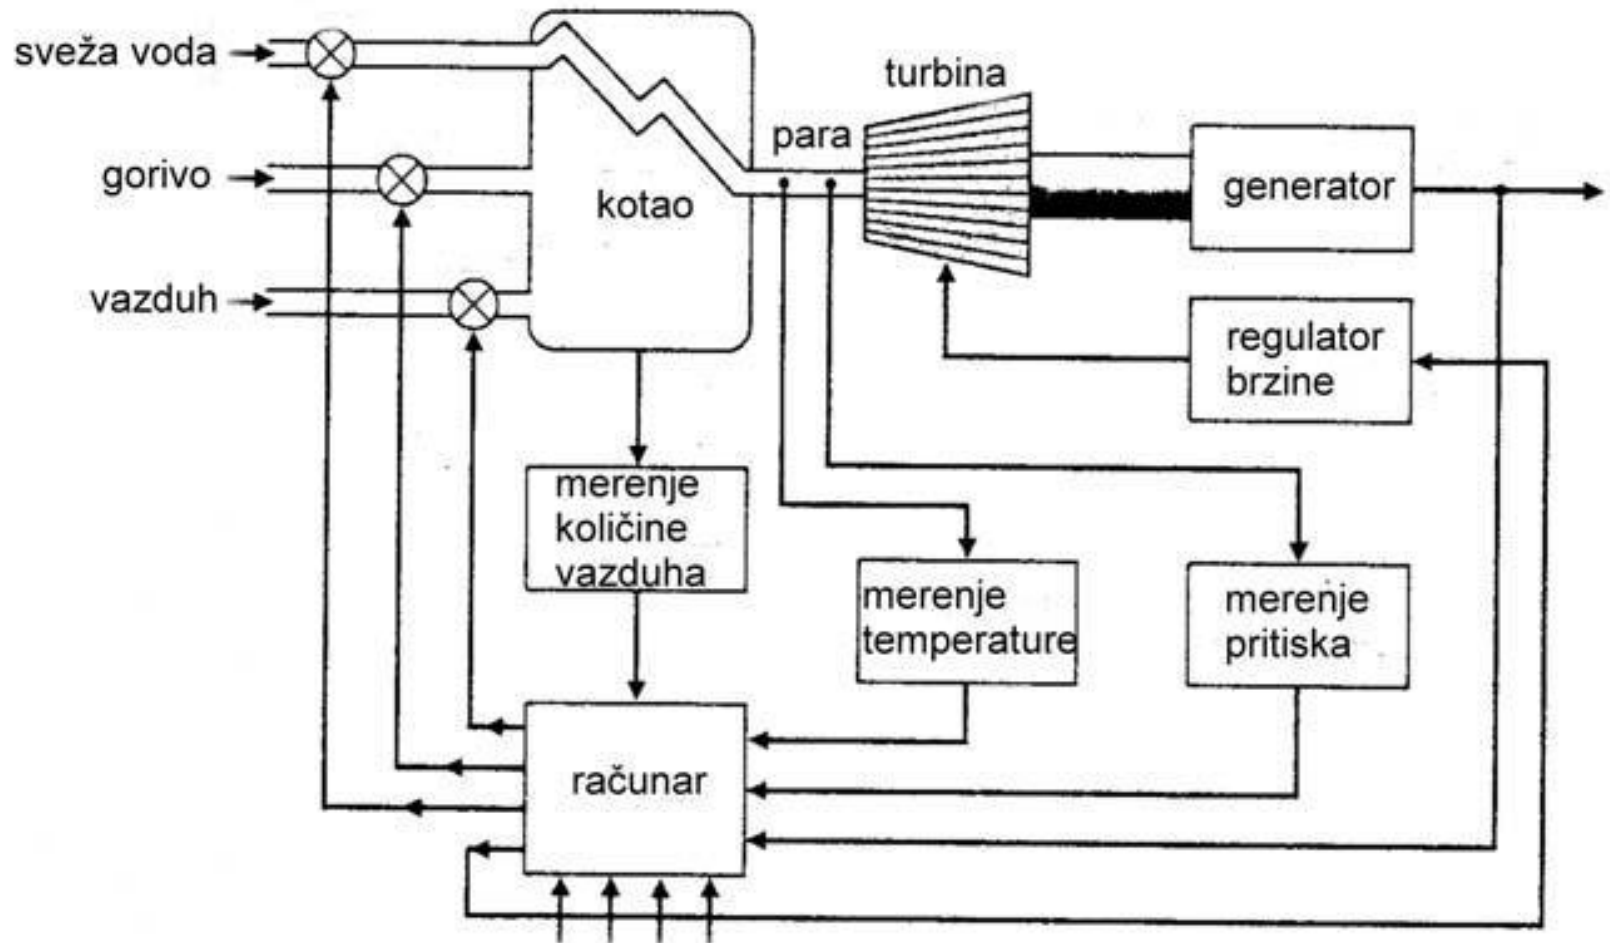 sveža voda
turbina
para
gorivo
generator
kotao
vazduh
regulator
brzine
merenje
količine
vazduha
merenje
temperature
merenje
pritiska
računar